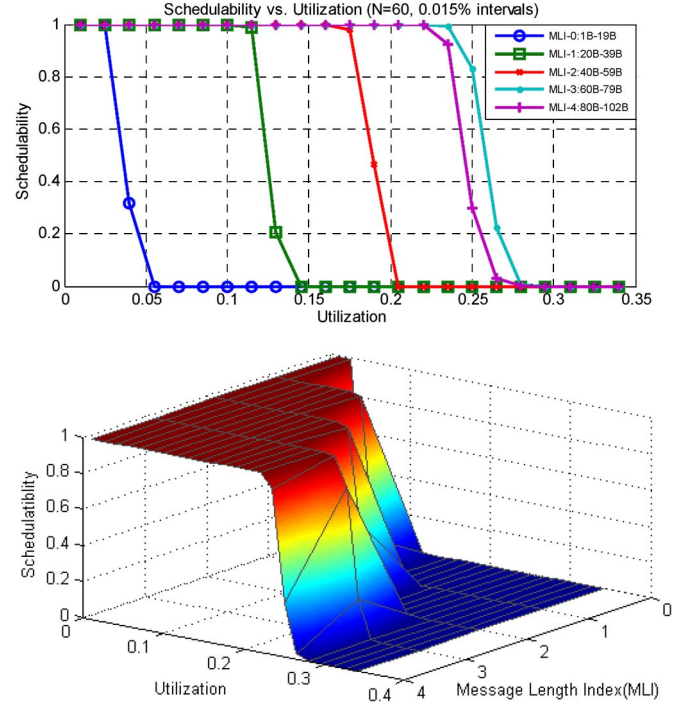 Schedulability vs. Utilization (N=60, 0.015% intervals)
1
0.8
0.6
0.4
0.2
0
Schedulability
MLI-0:1B-19B
MLI-1:20B-39B
MLI-2:40B-59B
MLI-3:60B-79B
MLI-4:80B-102B
0 0.05 0.1 0.15 0.2 0.25 0.3 0.35
Utilization
1
0.8
0.6
0.4
0.2
0
Schedulatiblity
0
0.1
0.2
0.3
0.4
Utilization
4
3
2
1
0
Message Length Index(MLI)